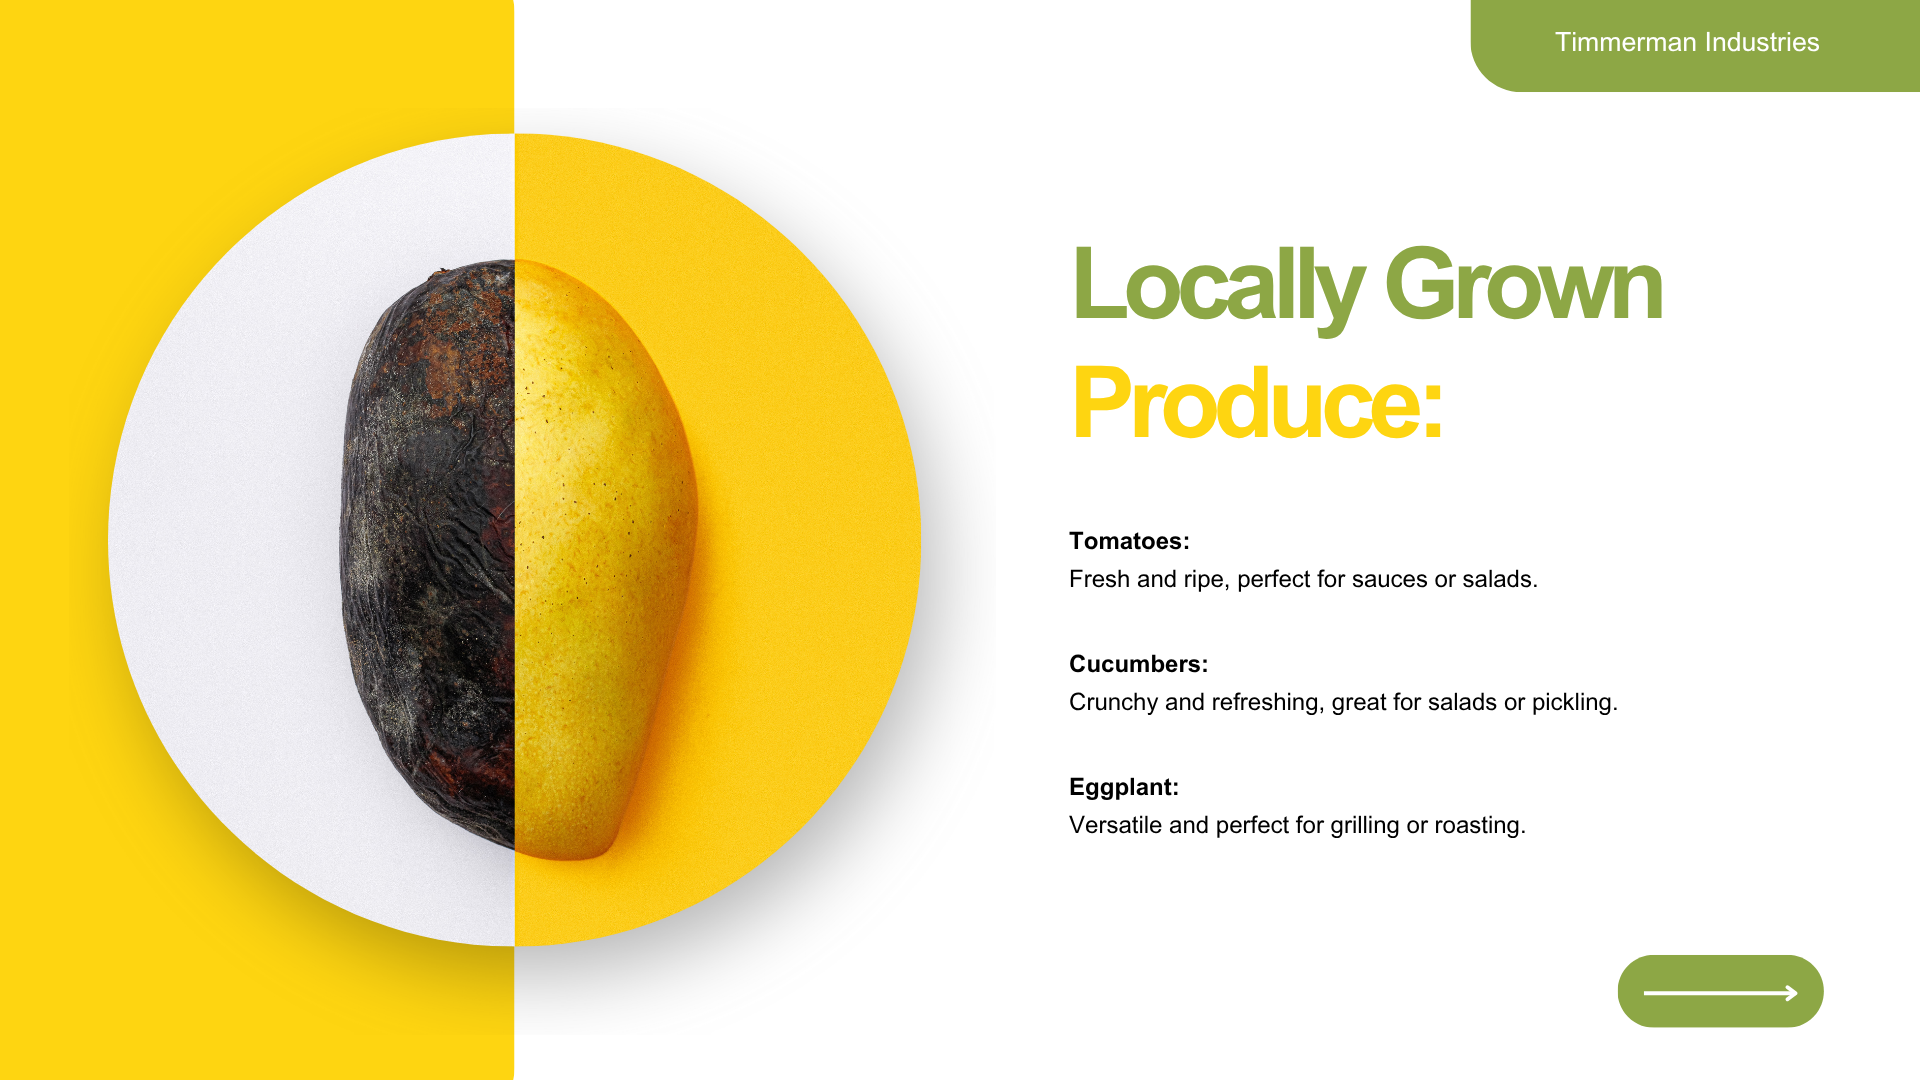 Timmerman Industries
Locally Grown
Produce:
Tomatoes:
Fresh and ripe, perfect for sauces or salads.
Cucumbers:
Crunchy and refreshing, great for salads or pickling.
Eggplant:
Versatile and perfect for grilling or roasting.